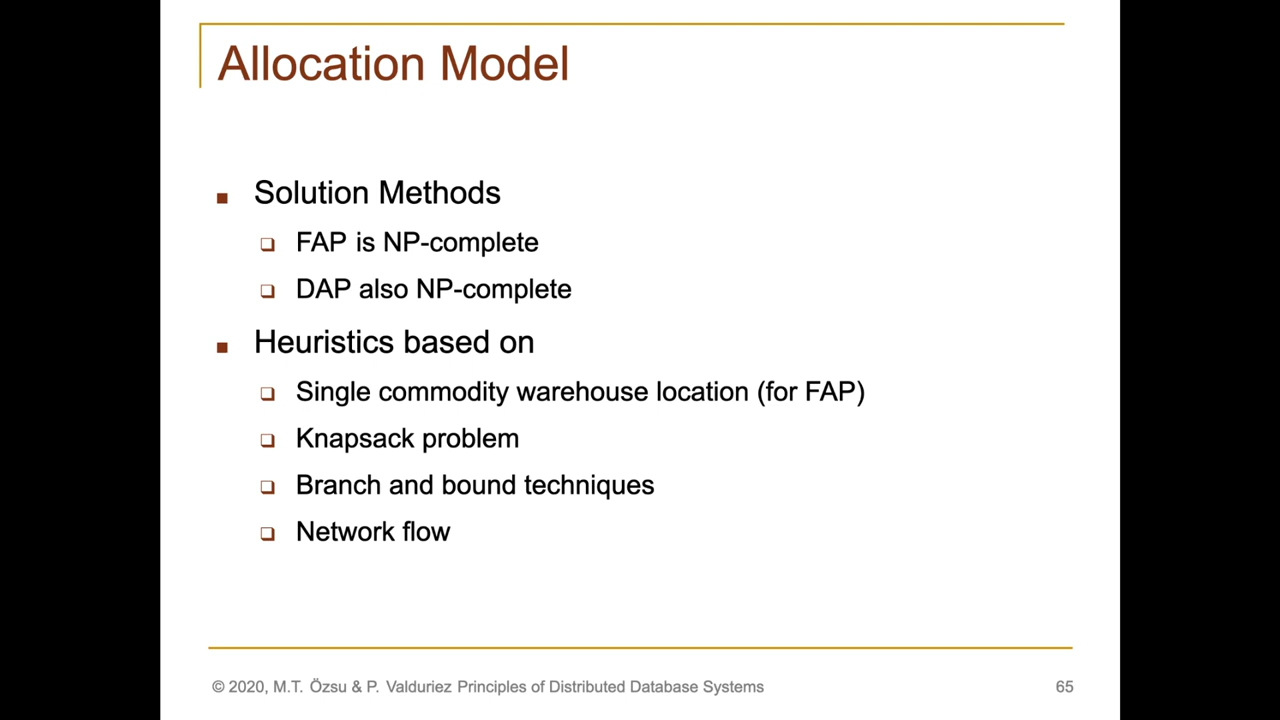 Allocation Model
Solution Methods
FAP is NP-complete
DAP also NP-complete
Heuristics based on
Single commodity warehouse location (for FAP)
Knapsack problem
Branch and bound techniques
Network flow
© 2020, M.T. Özsu & P. Valduriez Principles of Distributed Database Systems 65